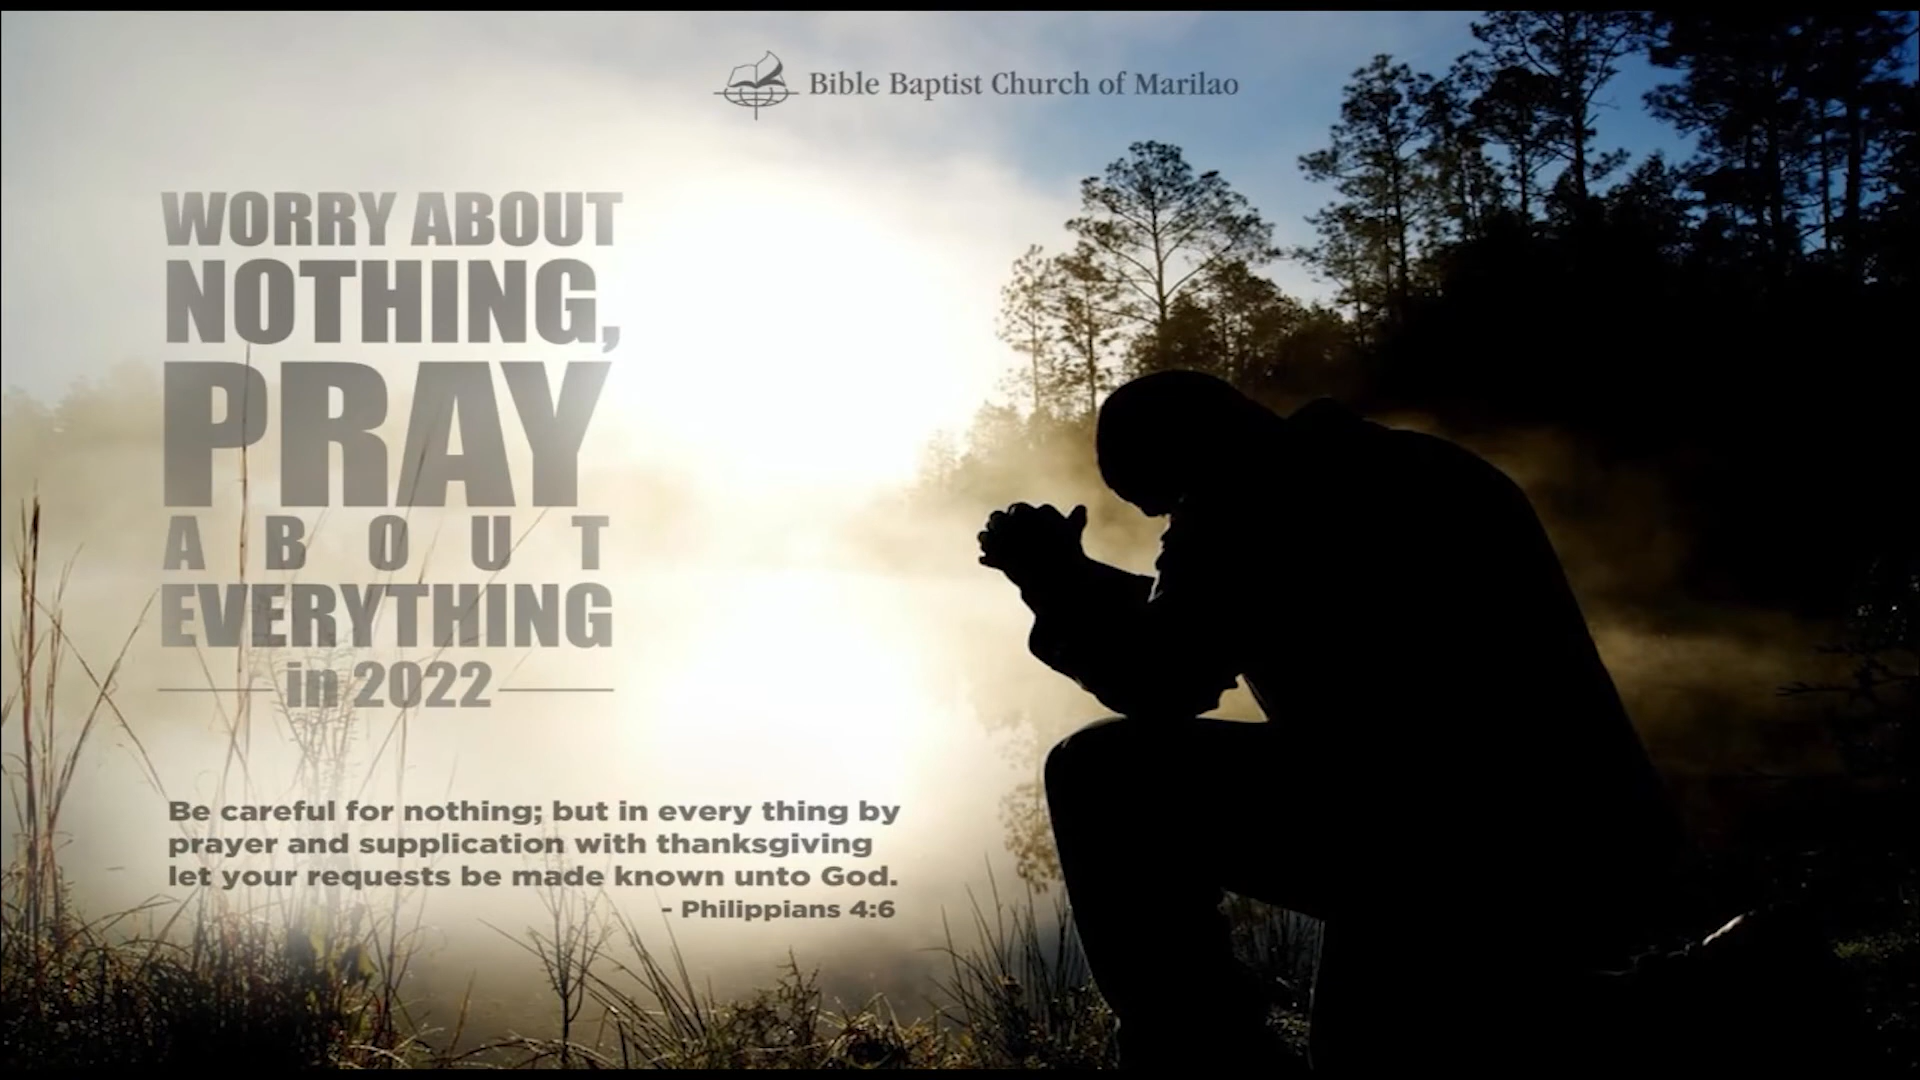 Bible Baptist Church of Marilao
WORRY ABOUT
NOTHING,
PRAY
ABOUT
EVERYTHING
in 2022
Be careful for nothing; but in every thing by
prayer and supplication with thanksgiving
let your requests be made known unto God.
- Philippians 4:6